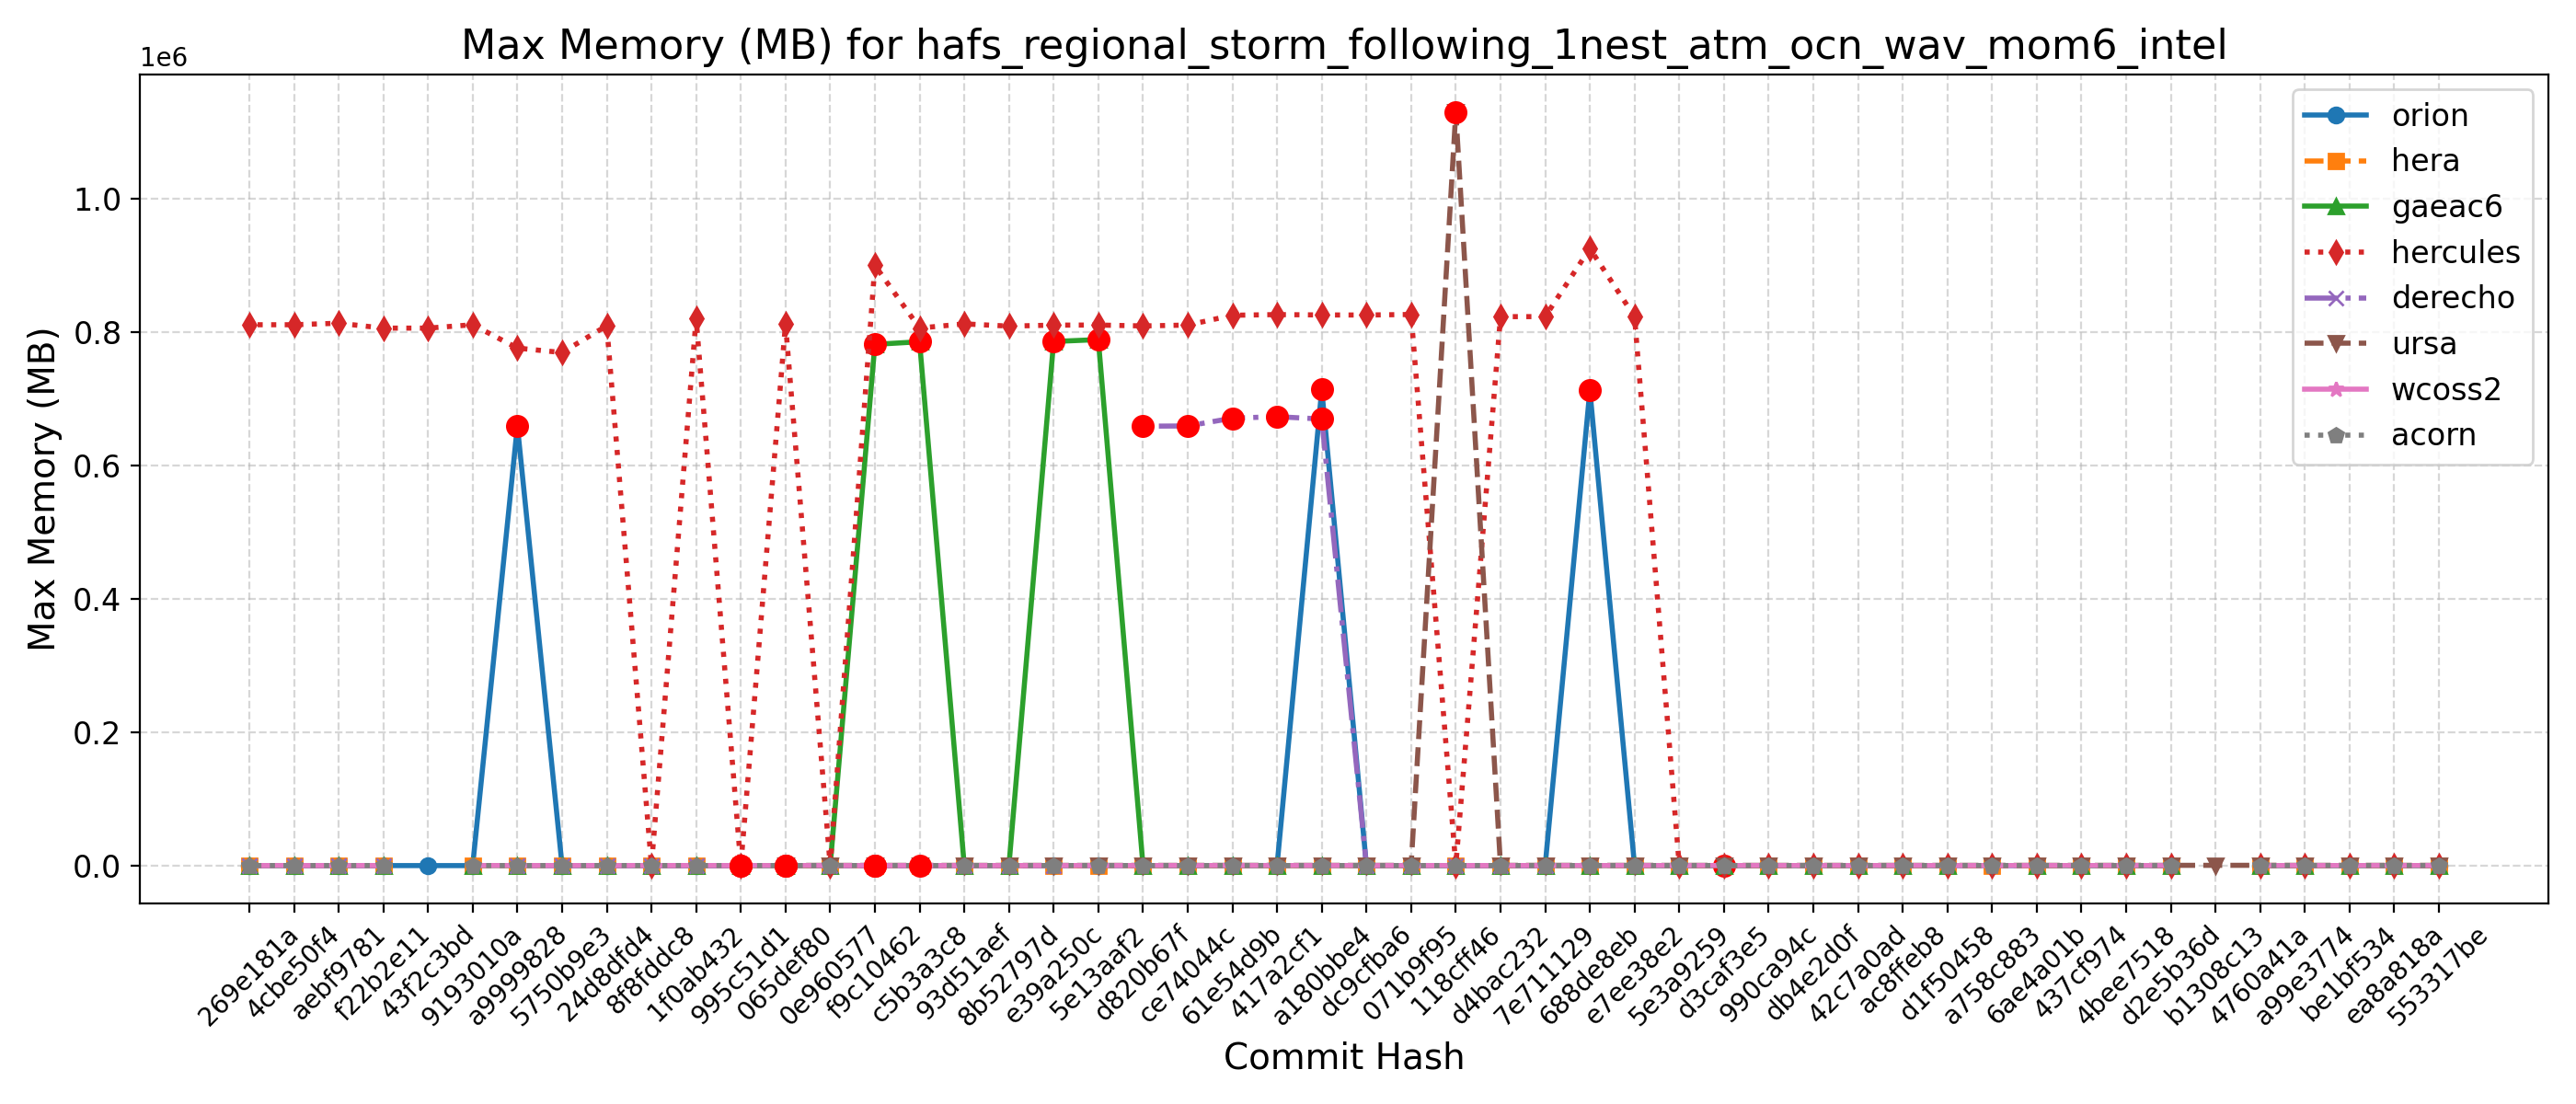 Max Memory (MB) for hafs_regional_storm_following_1nest_atm_ocn_wav_mom6_intel
1e6
1.0
0.8
0.6
0.4
0.2
0.0
Max Memory (MB)
orion
hera
gaeac6
hercules
derecho
ursa
wcoss2
acorn
269e181a
4cbe50f4
aebf9781
f22b2e11
43f2c3bd
9193010a
a9999828
5750b9e3
24d8dfd4
8f8fddc8
1f0ab432
995c51d1
065def80
0e960577
f9c10462
c5b3a3c8
93d51aef
8b52797d
e39a250c
5e13aaf2
d820b67f
ce74044c
61e54d9b
417a2cf1
a180bbe4
dc9cfba6
071b9f95
118cff46
d4bac232
7e711129
688de8eb
e7ee38e2
5e3a9259
d3caf3e5
990ca94c
db4e2d0f
42c7a0ad
ac8ffeb8
d1f50458
a758c883
6ae4a01b
437cf974
4bee7518
d2e5b36d
b1308c13
4760a41a
a99e3774
be1bf534
ea8a818a
553317be
Commit Hash